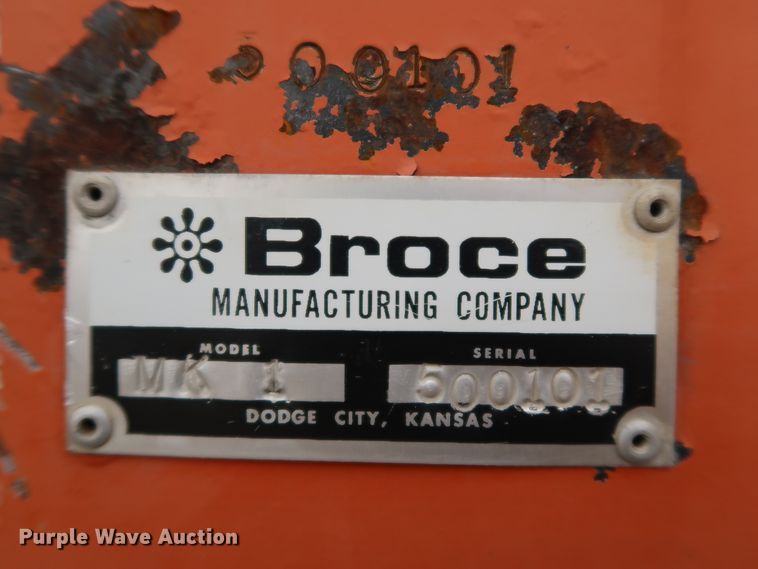 500101
Broce
MANUFACTURING COMPANY
MODEL SERIAL
MK 1 500101
DODGE CITY, KANSAS
Purple Wave Auction